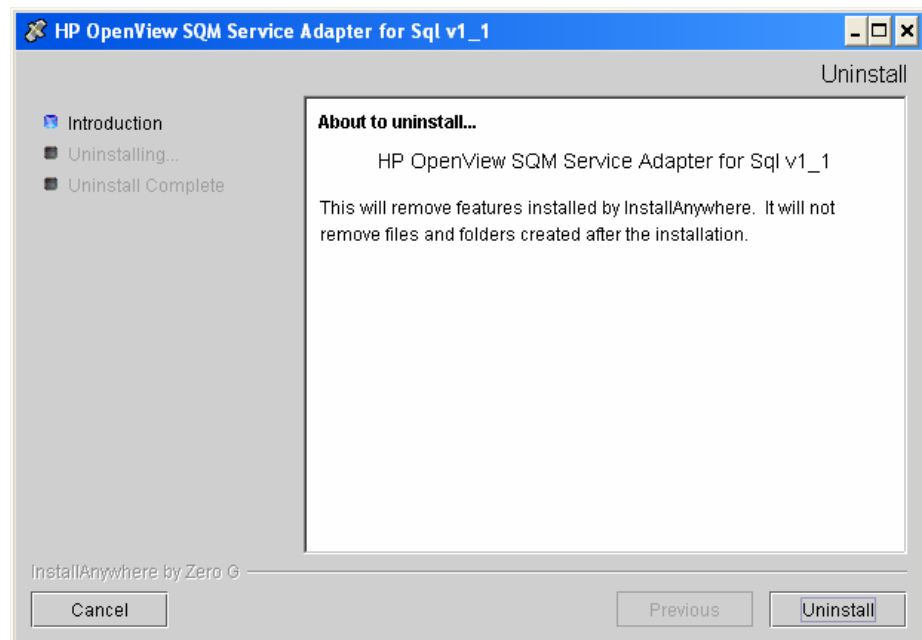 HP OpenView SQM Service Adapter for Sql v1_1
Uninstall
Introduction
Uninstalling...
Uninstall Complete
About to uninstall...
HP OpenView SQM Service Adapter for Sql v1_1
This will remove features installed by InstallAnywhere.  It will not
remove files and folders created after the installation.
InstallAnywhere by Zero G
Cancel
Previous
Uninstall